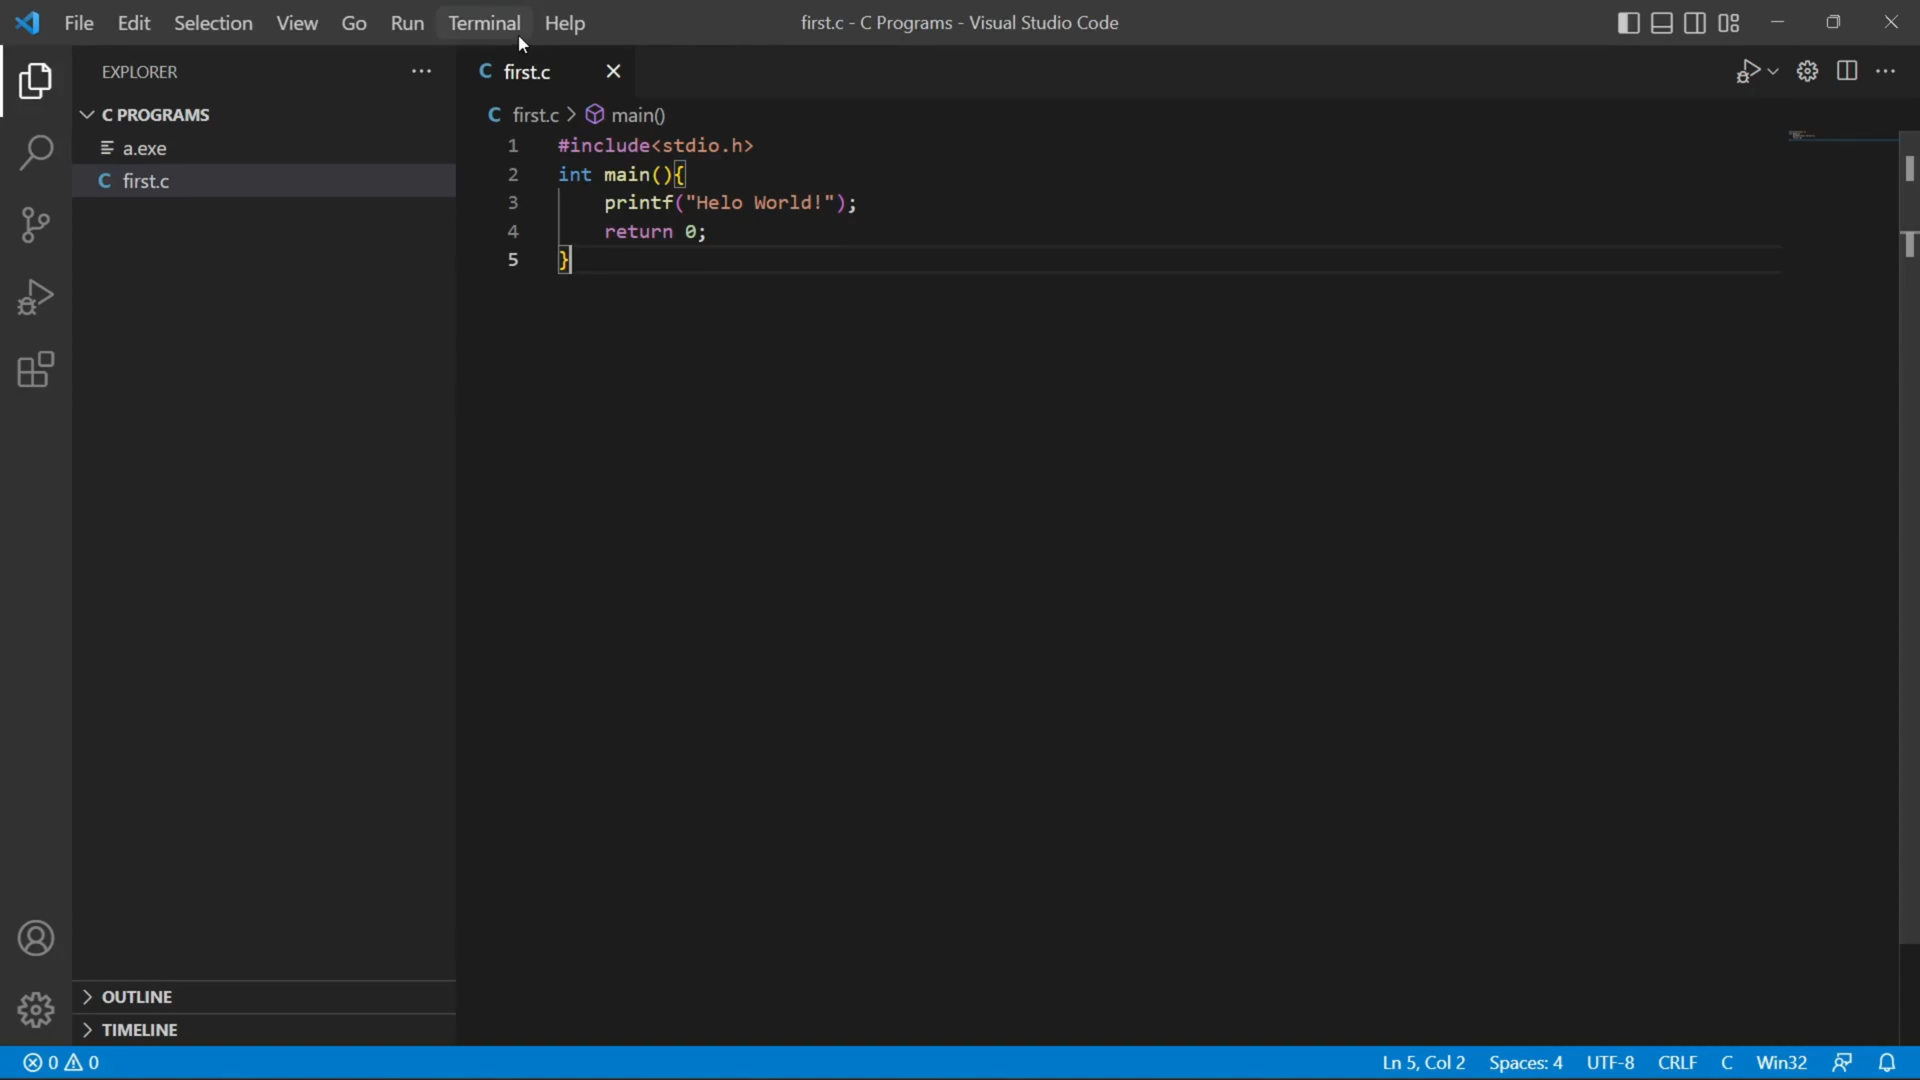 File Edit Selection View Go Run Terminal Help first.c - C Programs - Visual Studio Code
EXPLORER
C first.c
C PROGRAMS
a.exe
C first.c
C first.c > main()
1 #include<stdio.h>
2 int main(){
3 printf("Helo World!");
4 return 0;
5 }
OUTLINE
TIMELINE
0 0 Ln 5, Col 2 Spaces: 4 UTF-8 CRLF C Win32